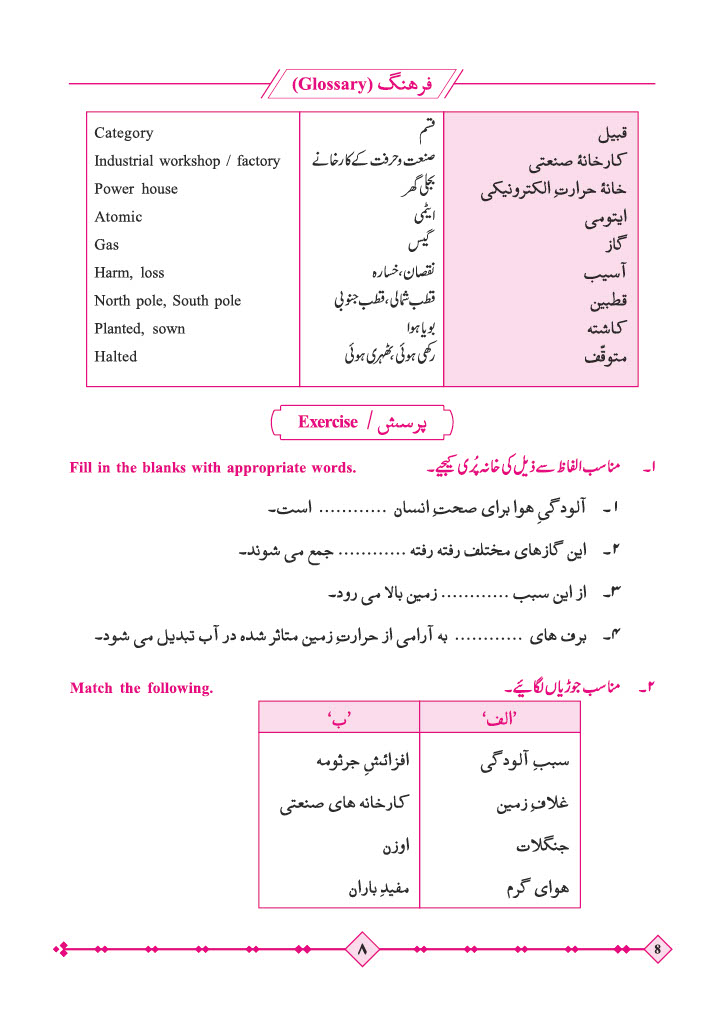 فرهنگ (Glossary)
قبیل	قسم	Category
کارخانۂ صنعتی	صنعت و حرفت کے کارخانے	Industrial workshop / factory
خانۂ حرارتِ الکترونیکی	بجلی گھر	Power house
ایتومی	ایٹمی	Atomic
گاز	گیس	Gas
آسیب	نقصان، خسارہ	Harm, loss
قطبین	قطب شمالی، قطب جنوبی	North pole, South pole
کاشته	بویا ہوا	Planted, sown
متوقّف	رکھی ہوئی، ٹھہری ہوئی	Halted
پرسش / Exercise
۱۔ مناسب الفاظ سے ذیل کی خانہ پُری کیجیے۔ Fill in the blanks with appropriate words.
۱۔ آلودگیِ هوا برای صحتِ انسان ............ است۔
۲۔ این گازهای مختلف رفته رفته ............ جمع می شوند۔
۳۔ از این سبب ............ زمین بالا می رود۔
۴۔ برف های ............ به آرامی از حرارتِ زمین متاثر شده در آب تبدیل می شود۔
۲۔ مناسب جوڑیاں لگائیے۔ Match the following.
’الف‘	’ب‘
سببِ آلودگی	افزائشِ جرثومه
غلافِ زمین	کارخانه های صنعتی
جنگلات	اوزن
هوای گرم	مفیدِ باران
۸
8